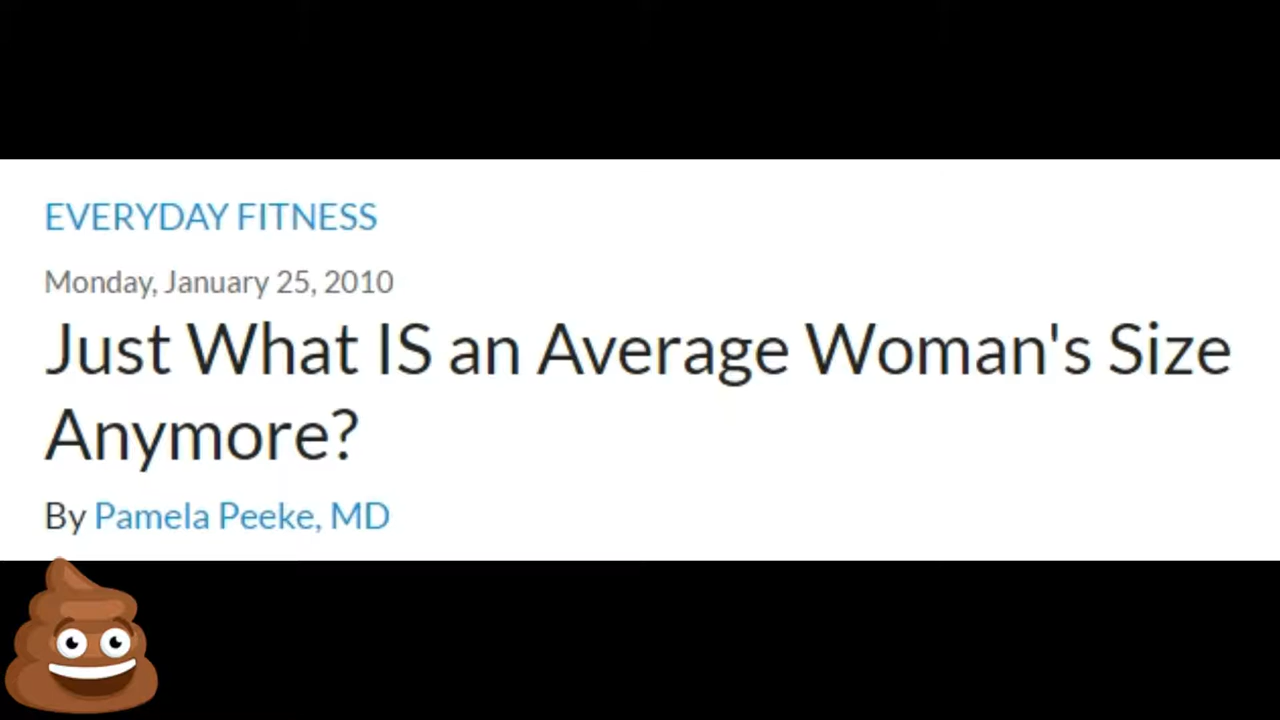 EVERYDAY FITNESS
Monday, January 25, 2010
Just What IS an Average Woman's Size
Anymore?
By Pamela Peeke, MD